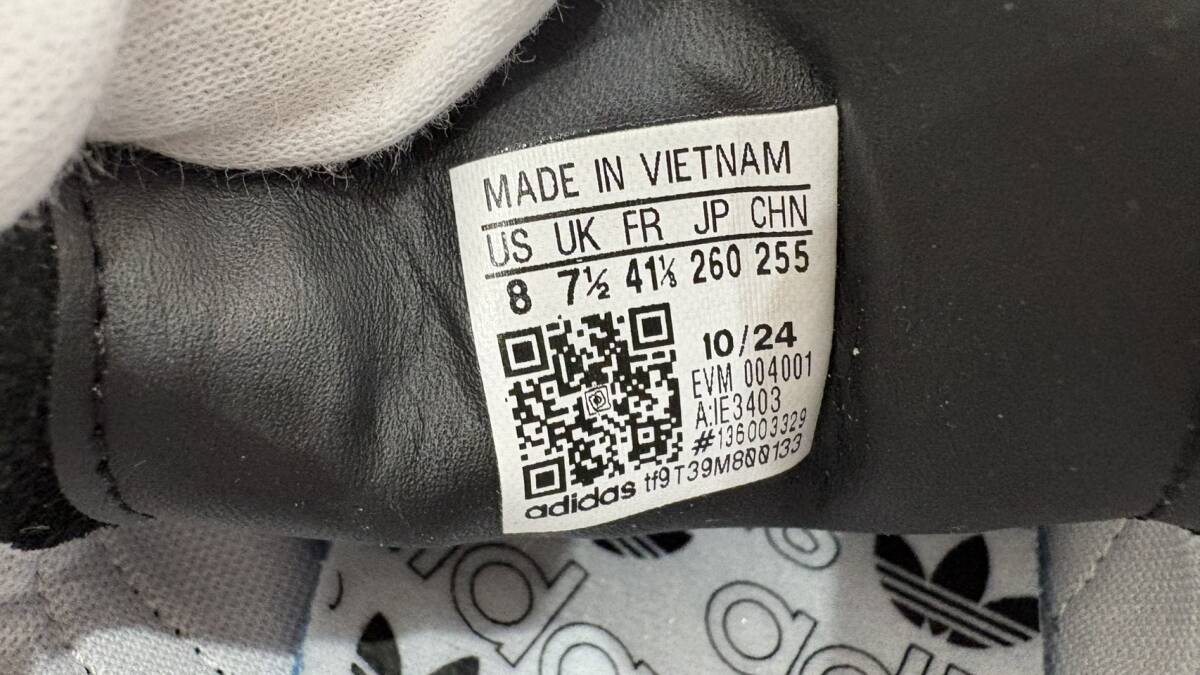 MADE IN VIETNAM
US UK FR JP CHN
8 7½ 41⅓ 260 255
10/24
EVM 004001
A:IE3403
#136003329
adidas tf9T39M800133